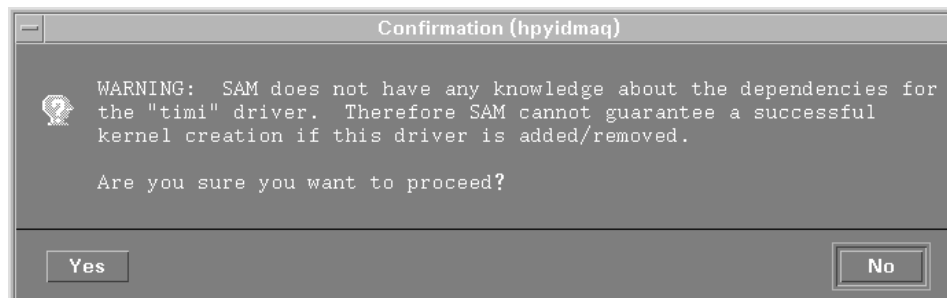 Confirmation (hpyidmaq)
WARNING:  SAM does not have any knowledge about the dependencies for
the "timi" driver.  Therefore SAM cannot guarantee a successful
kernel creation if this driver is added/removed.
Are you sure you want to proceed?
Yes
No